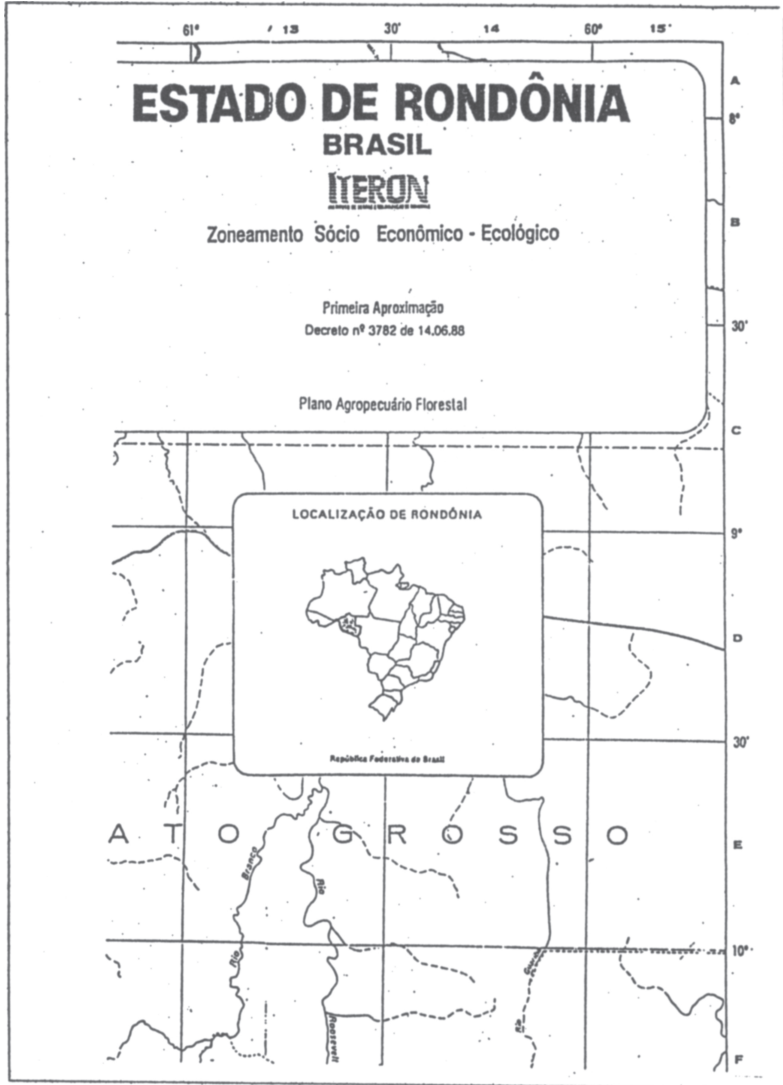 61° 13 30' 14 60° 15
A
ESTADO DE RONDÔNIA
8°
BRASIL
ITERON
B
Zoneamento Sócio Econômico - Ecológico
Primeira Aproximação
30'
Decreto nº 3782 de 14.06.88
Plano Agropecuário Florestal
C
LOCALIZAÇÃO DE RONDÔNIA
9°
D
30'
República Federativa do Brasil
ATO GROSSO
E
Branco
Rio
10°
Rio
Roosevelt
F